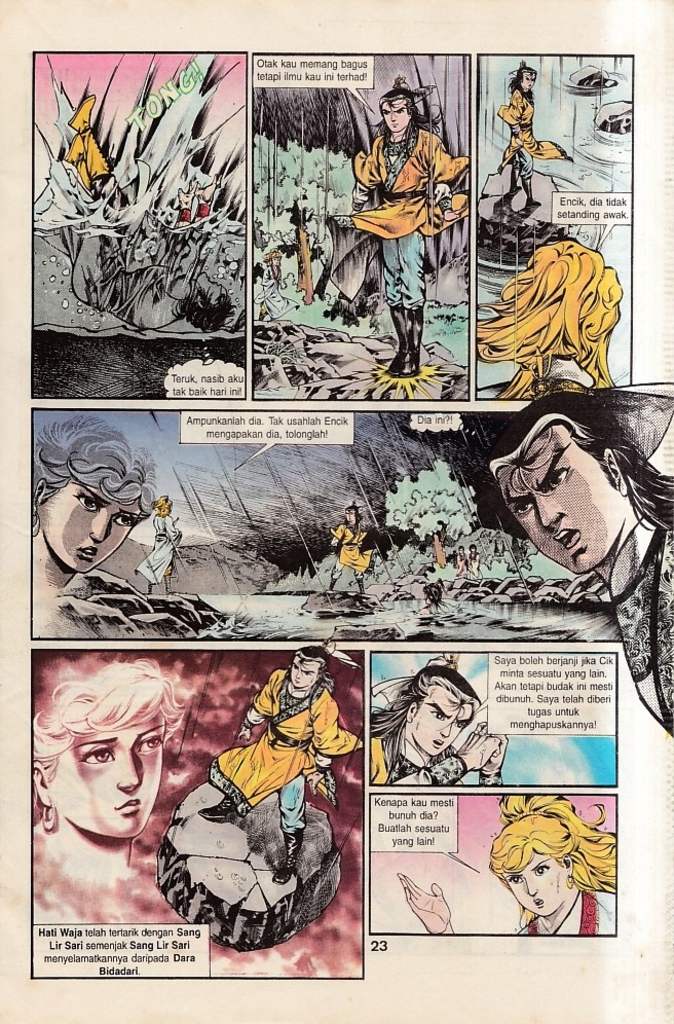 TONG!
Teruk, nasib aku
tak baik hari ini!
Otak kau memang bagus
tetapi ilmu kau ini terhad!
Encik, dia tidak
setanding awak.
Ampunkanlah dia. Tak usahlah Encik
mengapakan dia, tolonglah!
Dia ini?!
Hati Waja telah tertarik dengan Sang
Lir Sari semenjak Sang Lir Sari
menyelamatkannya daripada Dara
Bidadari.
Saya boleh berjanji jika Cik
minta sesuatu yang lain.
Akan tetapi budak ini mesti
dibunuh. Saya telah diberi
tugas untuk
menghapuskannya!
Kenapa kau mesti
bunuh dia?
Buatlah sesuatu
yang lain!
23